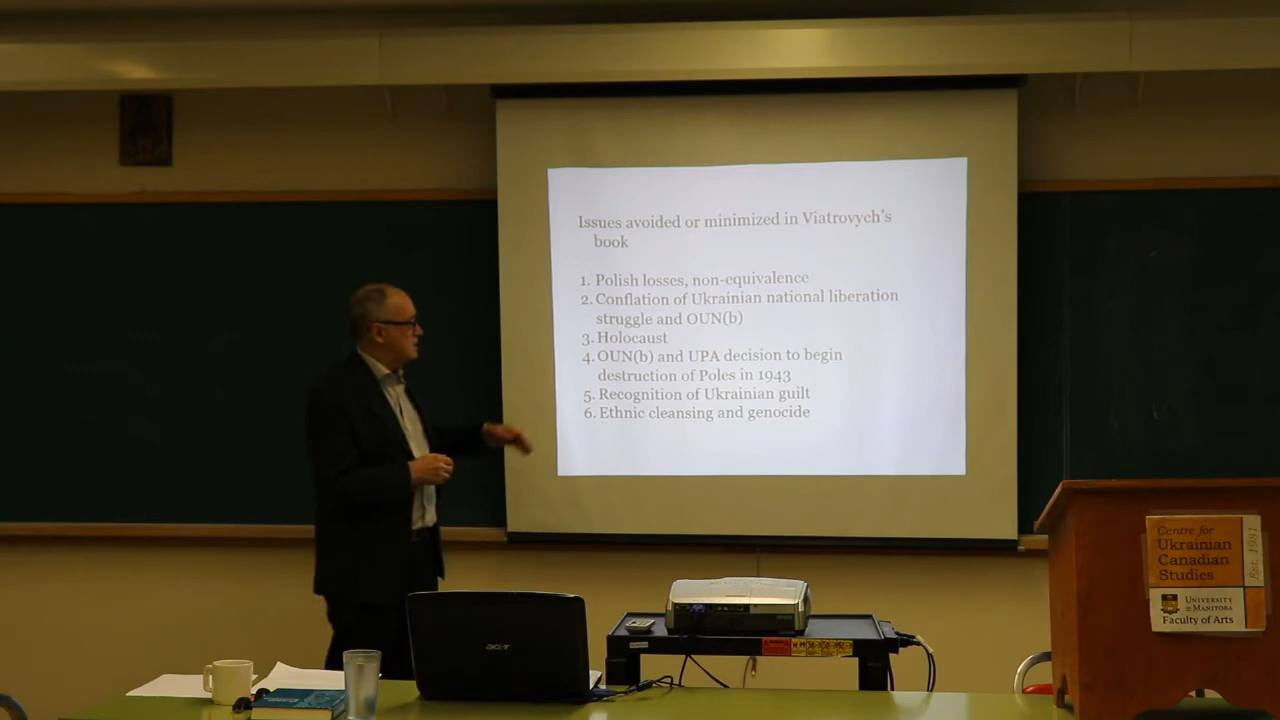 Issues avoided or minimized in Viatrovych's
book
1. Polish losses, non-equivalence
2. Conflation of Ukrainian national liberation
struggle and OUN(b)
3. Holocaust
4. OUN(b) and UPA decision to begin
destruction of Poles in 1943
5. Recognition of Ukrainian guilt
6. Ethnic cleansing and genocide
Centre for
Ukrainian
Canadian
Studies
Est. 1981
UNIVERSITY
OF MANITOBA
Faculty of Arts
acer